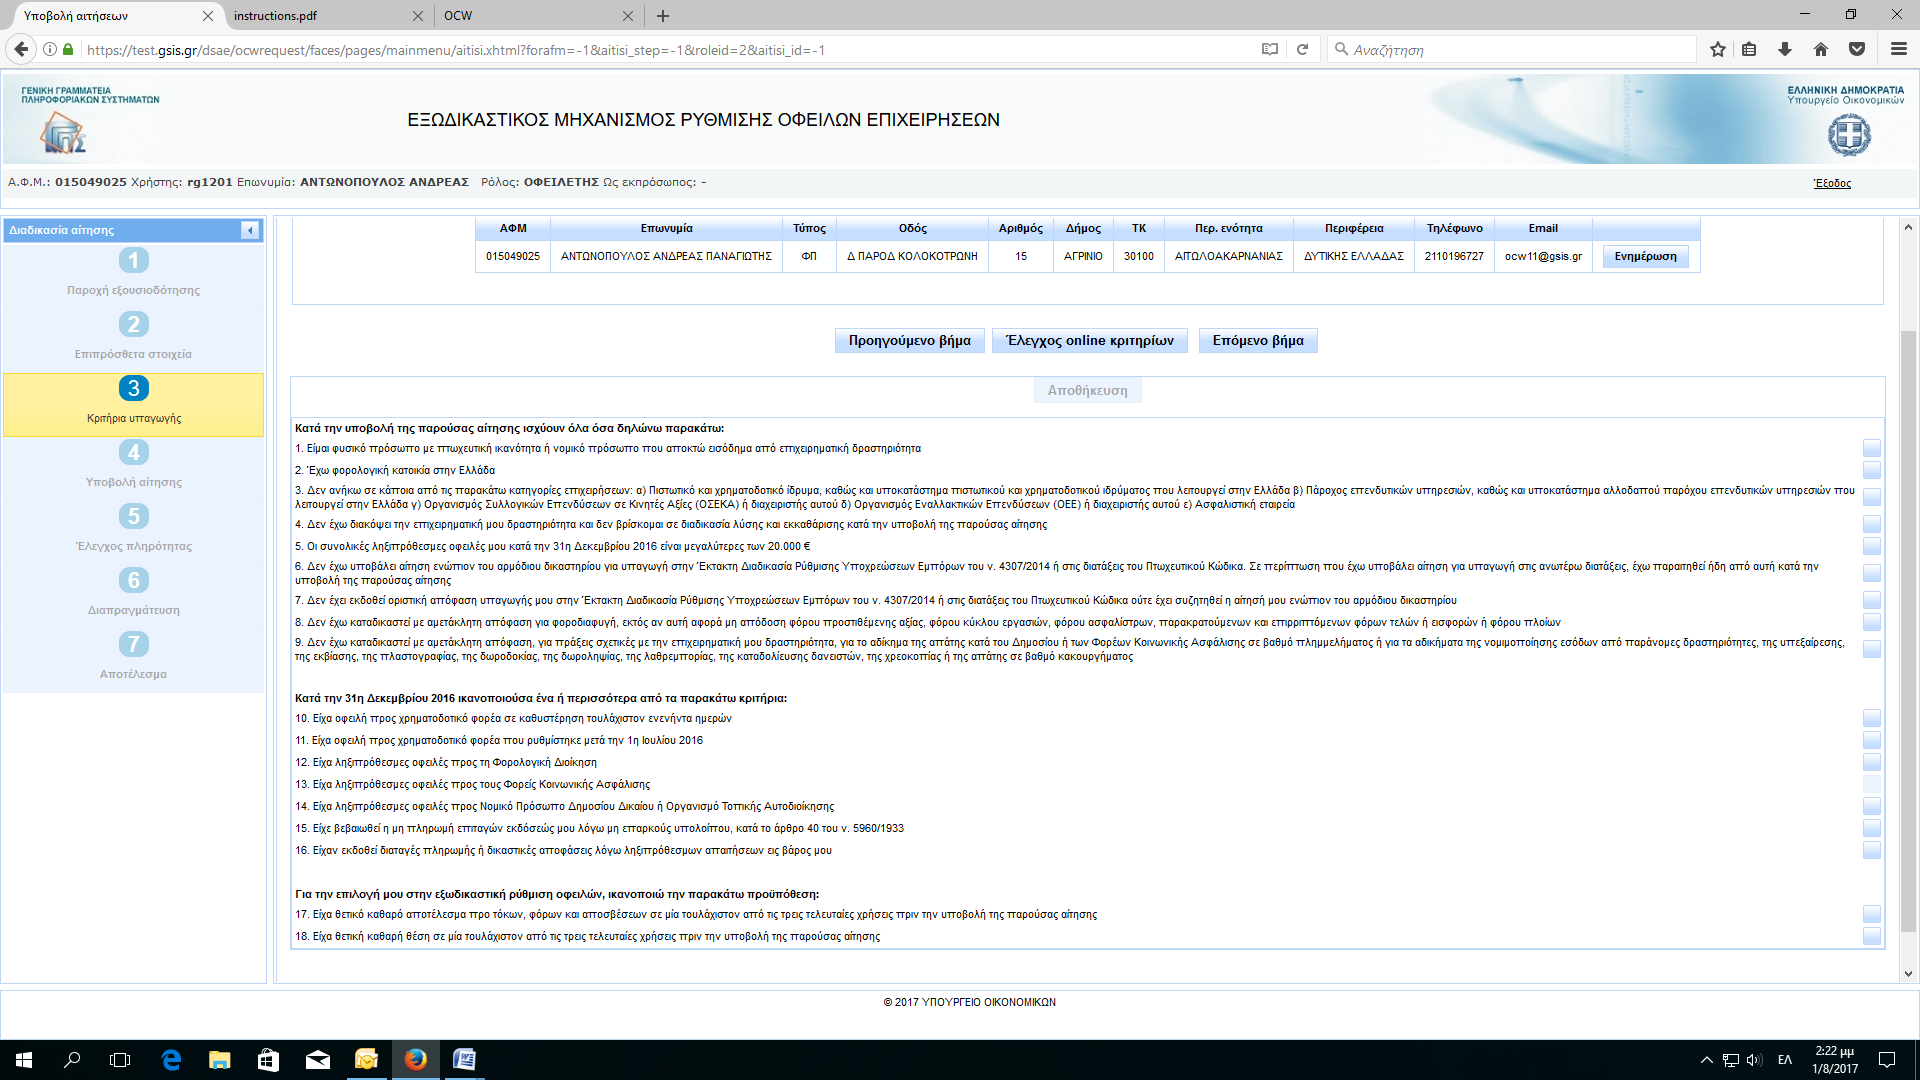 Υποβολή αιτήσεων
instructions.pdf
OCW
https://test.gsis.gr/dsae/ocwrequest/faces/pages/mainmenu/aitisi.xhtml?forafm=-1&aitisi_step=-1&roleid=2&aitisi_id=-1
Αναζήτηση
ΓΕΝΙΚΗ ΓΡΑΜΜΑΤΕΙΑ
ΠΛΗΡΟΦΟΡΙΑΚΩΝ ΣΥΣΤΗΜΑΤΩΝ
ΕΞΩΔΙΚΑΣΤΙΚΟΣ ΜΗΧΑΝΙΣΜΟΣ ΡΥΘΜΙΣΗΣ ΟΦΕΙΛΩΝ ΕΠΙΧΕΙΡΗΣΕΩΝ
ΕΛΛΗΝΙΚΗ ΔΗΜΟΚΡΑΤΙΑ
Υπουργείο Οικονομικών
Α.Φ.Μ.: 015049025 Χρήστης: rg1201 Επωνυμία: ΑΝΤΩΝΟΠΟΥΛΟΣ ΑΝΔΡΕΑΣ Ρόλος: ΟΦΕΙΛΕΤΗΣ Ως εκπρόσωπος: -
Έξοδος
Διαδικασία αίτησης
1
Παροχή εξουσιοδότησης
2
Επιπρόσθετα στοιχεία
3
Κριτήρια υπαγωγής
4
Υποβολή αίτησης
5
Έλεγχος πληρότητας
6
Διαπραγμάτευση
7
Αποτέλεσμα
ΑΦΜ Επωνυμία Τύπος Οδός Αριθμός Δήμος ΤΚ Περ. ενότητα Περιφέρεια Τηλέφωνο Email
015049025 ΑΝΤΩΝΟΠΟΥΛΟΣ ΑΝΔΡΕΑΣ ΠΑΝΑΓΙΩΤΗΣ ΦΠ Δ ΠΑΡΟΔ ΚΟΛΟΚΟΤΡΩΝΗ 15 ΑΓΡΙΝΙΟ 30100 ΑΙΤΩΛΟΑΚΑΡΝΑΝΙΑΣ ΔΥΤΙΚΗΣ ΕΛΛΑΔΑΣ 2110196727 ocw11@gsis.gr Ενημέρωση
Προηγούμενο βήμα Έλεγχος online κριτηρίων Επόμενο βήμα
Αποθήκευση
Κατά την υποβολή της παρούσας αίτησης ισχύουν όλα όσα δηλώνω παρακάτω:
1. Είμαι φυσικό πρόσωπο με πτωχευτική ικανότητα ή νομικό πρόσωπο που αποκτώ εισόδημα από επιχειρηματική δραστηριότητα
2. Έχω φορολογική κατοικία στην Ελλάδα
3. Δεν ανήκω σε κάποια από τις παρακάτω κατηγορίες επιχειρήσεων: α) Πιστωτικό και χρηματοδοτικό ίδρυμα, καθώς και υποκατάστημα πιστωτικού και χρηματοδοτικού ιδρύματος που λειτουργεί στην Ελλάδα β) Πάροχος επενδυτικών υπηρεσιών, καθώς και υποκατάστημα αλλοδαπού παρόχου επενδυτικών υπηρεσιών που
λειτουργεί στην Ελλάδα γ) Οργανισμός Συλλογικών Επενδύσεων σε Κινητές Αξίες (ΟΣΕΚΑ) ή διαχειριστής αυτού δ) Οργανισμός Εναλλακτικών Επενδύσεων (ΟΕΕ) ή διαχειριστής αυτού ε) Ασφαλιστική εταιρεία
4. Δεν έχω διακόψει την επιχειρηματική μου δραστηριότητα και δεν βρίσκομαι σε διαδικασία λύσης και εκκαθάρισης κατά την υποβολή της παρούσας αίτησης
5. Οι συνολικές ληξιπρόθεσμες οφειλές μου κατά την 31η Δεκεμβρίου 2016 είναι μεγαλύτερες των 20.000 €
6. Δεν έχω υποβάλει αίτηση ενώπιον του αρμόδιου δικαστηρίου για υπαγωγή στην Έκτακτη Διαδικασία Ρύθμισης Υποχρεώσεων Εμπόρων του ν. 4307/2014 ή στις διατάξεις του Πτωχευτικού Κώδικα. Σε περίπτωση που έχω υποβάλει αίτηση για υπαγωγή στις ανωτέρω διατάξεις, έχω παραιτηθεί ήδη από αυτή κατά την
υποβολή της παρούσας αίτησης
7. Δεν έχει εκδοθεί οριστική απόφαση υπαγωγής μου στην Έκτακτη Διαδικασία Ρύθμισης Υποχρεώσεων Εμπόρων του ν. 4307/2014 ή στις διατάξεις του Πτωχευτικού Κώδικα ούτε έχει συζητηθεί η αίτησή μου ενώπιον του αρμόδιου δικαστηρίου
8. Δεν έχω καταδικαστεί με αμετάκλητη απόφαση για φοροδιαφυγή, εκτός αν αυτή αφορά μη απόδοση φόρου προστιθέμενης αξίας, φόρου κύκλου εργασιών, φόρου ασφαλίστρων, παρακρατούμενων και επιρριπτόμενων φόρων τελών ή εισφορών ή φόρου πλοίων
9. Δεν έχω καταδικαστεί με αμετάκλητη απόφαση, για πράξεις σχετικές με την επιχειρηματική μου δραστηριότητα, για το αδίκημα της απάτης κατά του Δημοσίου ή των Φορέων Κοινωνικής Ασφάλισης σε βαθμό πλημμελήματος ή για τα αδικήματα της νομιμοποίησης εσόδων από παράνομες δραστηριότητες, της υπεξαίρεσης,
της εκβίασης, της πλαστογραφίας, της δωροδοκίας, της δωροληψίας, της λαθρεμπορίας, της καταδολίευσης δανειστών, της χρεοκοπίας ή της απάτης σε βαθμό κακουργήματος
Κατά την 31η Δεκεμβρίου 2016 ικανοποιούσα ένα ή περισσότερα από τα παρακάτω κριτήρια:
10. Είχα οφειλή προς χρηματοδοτικό φορέα σε καθυστέρηση τουλάχιστον ενενήντα ημερών
11. Είχα οφειλή προς χρηματοδοτικό φορέα που ρυθμίστηκε μετά την 1η Ιουλίου 2016
12. Είχα ληξιπρόθεσμες οφειλές προς τη Φορολογική Διοίκηση
13. Είχα ληξιπρόθεσμες οφειλές προς τους Φορείς Κοινωνικής Ασφάλισης
14. Είχα ληξιπρόθεσμες οφειλές προς Νομικό Πρόσωπο Δημοσίου Δικαίου ή Οργανισμό Τοπικής Αυτοδιοίκησης
15. Είχε βεβαιωθεί η μη πληρωμή επιταγών εκδόσεώς μου λόγω μη επαρκούς υπολοίπου, κατά το άρθρο 40 του ν. 5960/1933
16. Είχαν εκδοθεί διαταγές πληρωμής ή δικαστικές αποφάσεις λόγω ληξιπρόθεσμων απαιτήσεων εις βάρος μου
Για την επιλογή μου στην εξωδικαστική ρύθμιση οφειλών, ικανοποιώ την παρακάτω προϋπόθεση:
17. Είχα θετικό καθαρό αποτέλεσμα προ τόκων, φόρων και αποσβέσεων σε μία τουλάχιστον από τις τρεις τελευταίες χρήσεις πριν την υποβολή της παρούσας αίτησης
18. Είχα θετική καθαρή θέση σε μία τουλάχιστον από τις τρεις τελευταίες χρήσεις πριν την υποβολή της παρούσας αίτησης
© 2017 ΥΠΟΥΡΓΕΙΟ ΟΙΚΟΝΟΜΙΚΩΝ
ΕΛ
2:22 μμ
1/8/2017